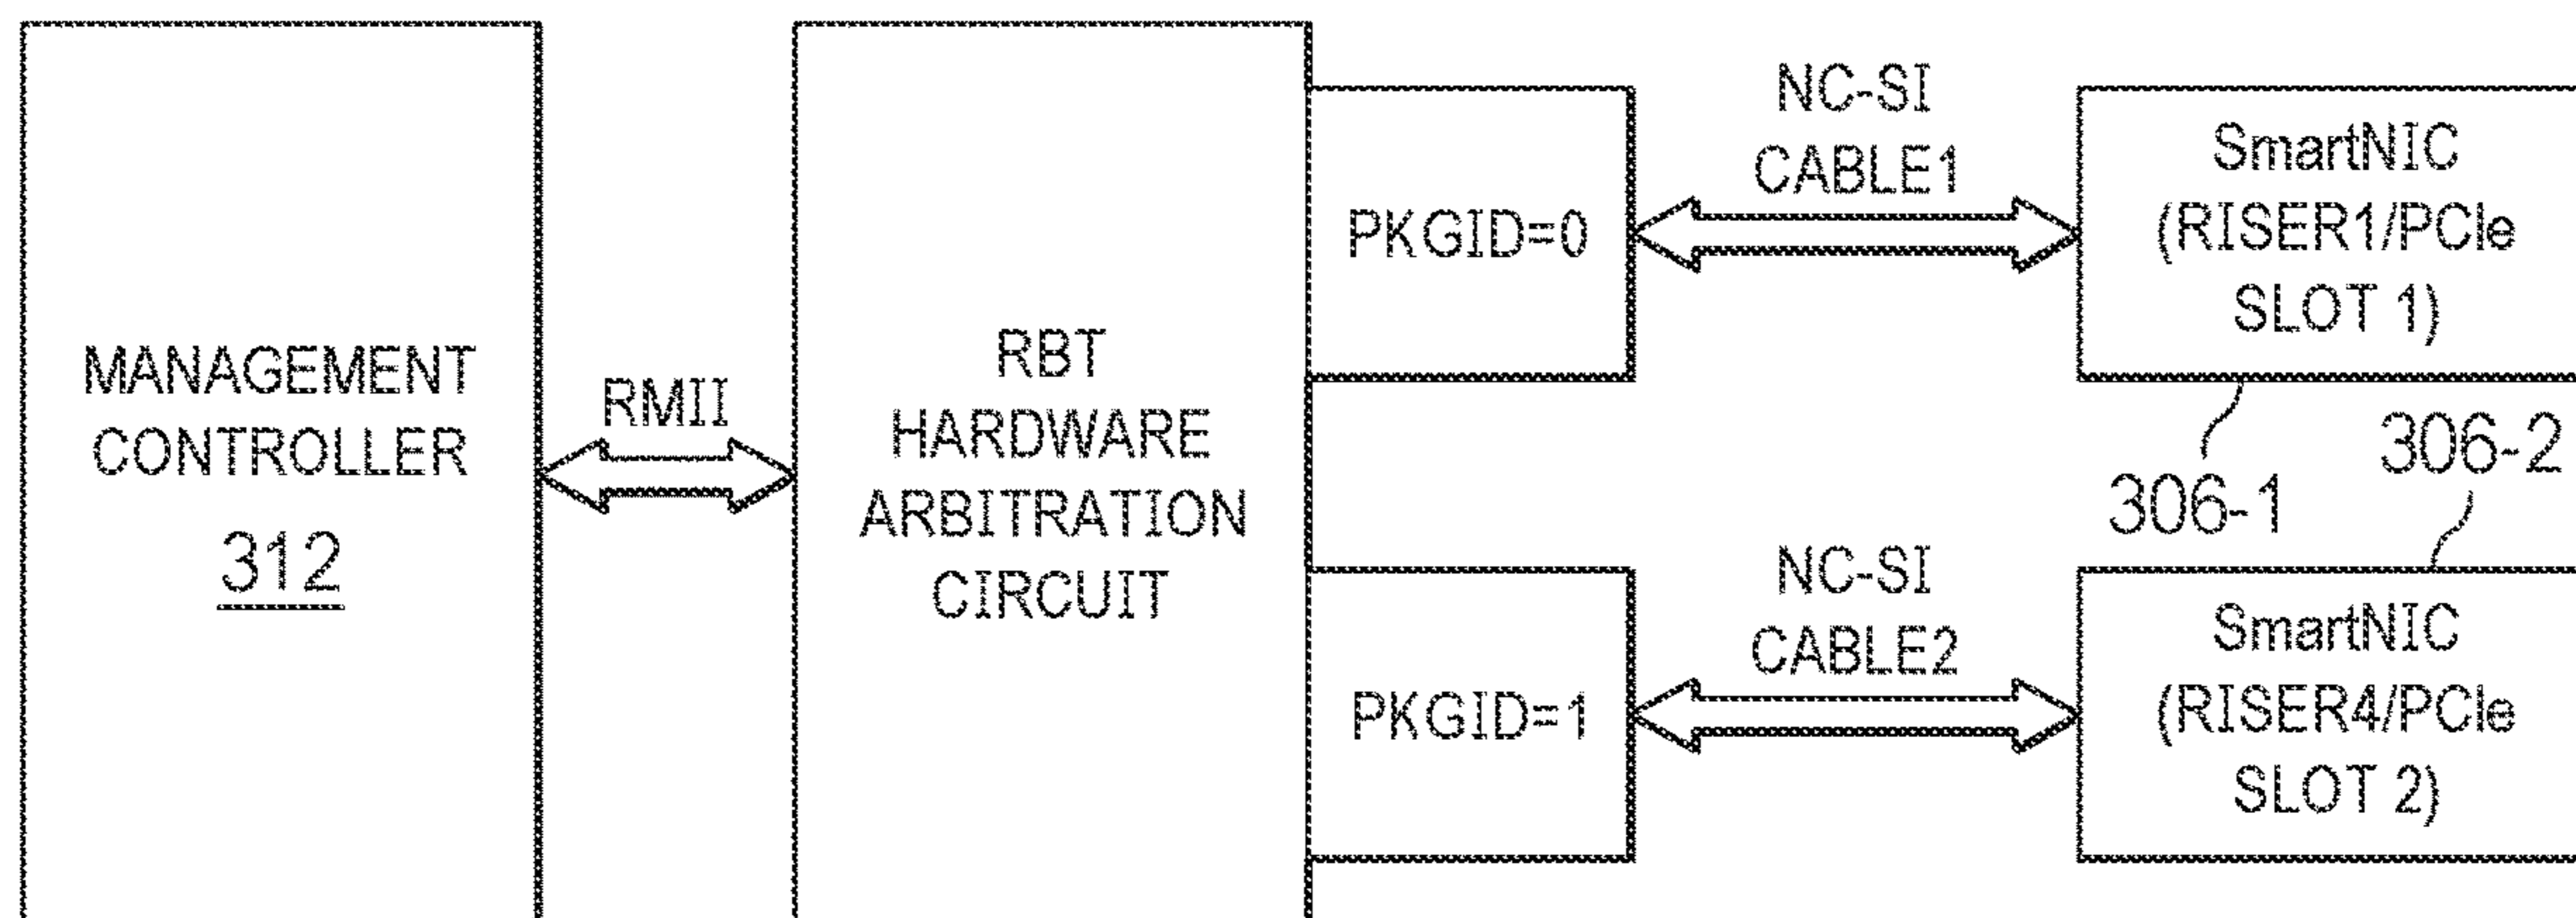 MANAGEMENT
CONTROLLER
312
RMII
RBT
HARDWARE
ARBITRATION
CIRCUIT
PKGID=0
NC-SI
CABLE1
SmartNIC
(RISER1/PCIe
SLOT 1)
306-1
306-2
PKGID=1
NC-SI
CABLE2
SmartNIC
(RISER4/PCIe
SLOT 2)